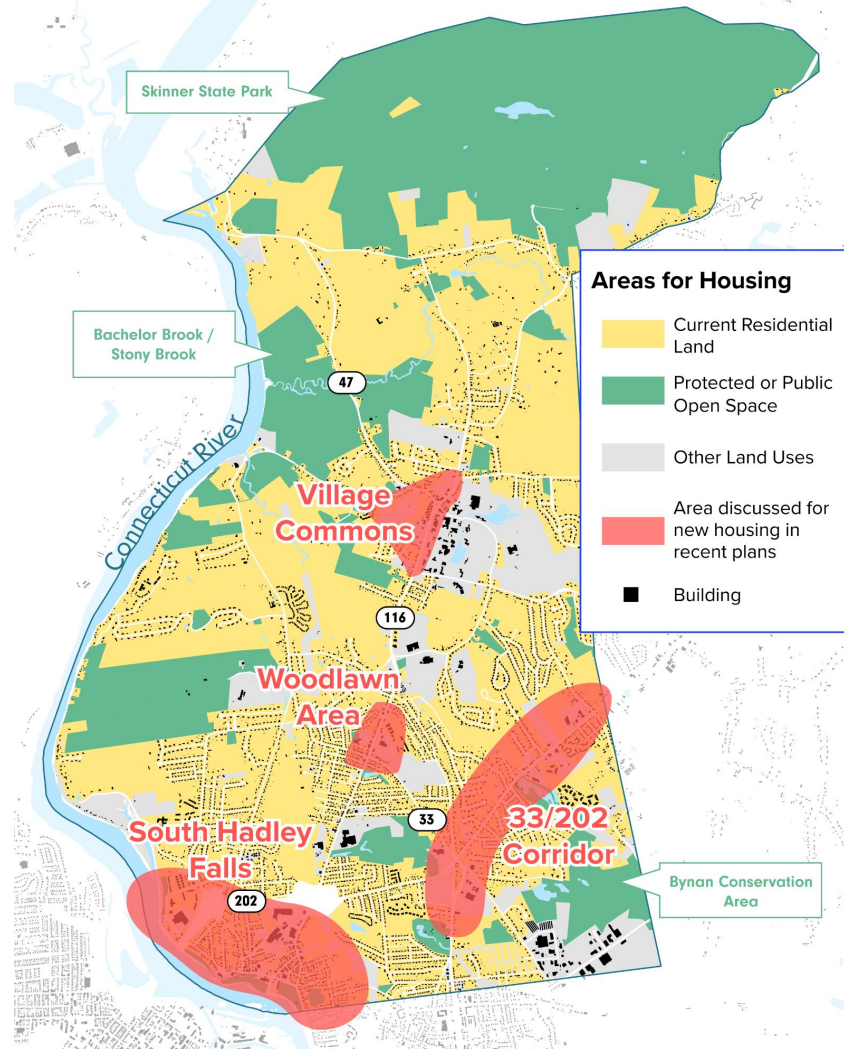 Skinner State Park
Areas for Housing
Current Residential
Land
Protected or Public
Open Space
Other Land Uses
Area discussed for
new housing in
recent plans
Building
Bachelor Brook /
Stony Brook
47
Connecticut River
Village
Commons
116
Woodlawn
Area
33
33/202
Corridor
South Hadley
Falls
202
Bynan Conservation
Area